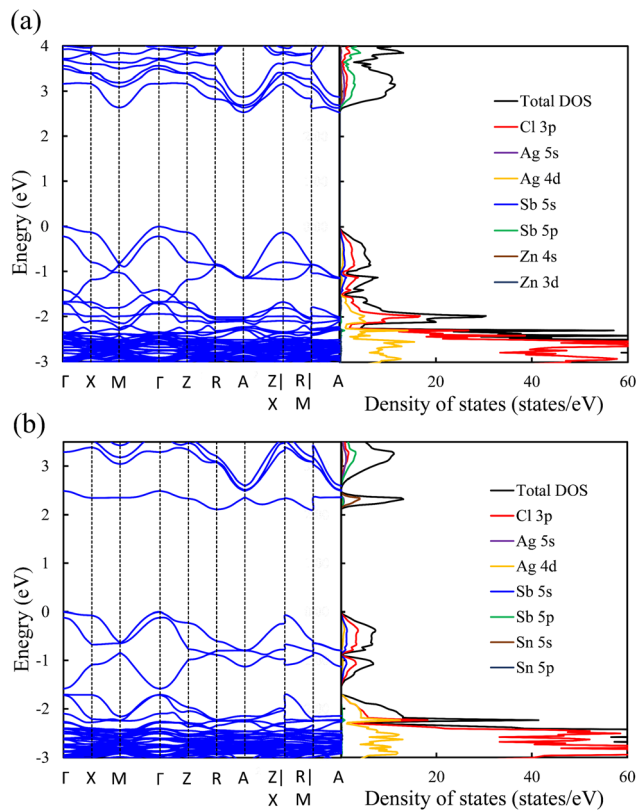 (a)
4
3
2
1
0
-1
-2
-3
Enegry (eV)
Total DOS
Cl 3p
Ag 5s
Ag 4d
Sb 5s
Sb 5p
Zn 4s
Zn 3d
Γ X M Γ Z R A Z| R| A
X M
20 40 60
Density of states (states/eV)
(b)
3
2
1
0
-1
-2
-3
Enegry (eV)
Total DOS
Cl 3p
Ag 5s
Ag 4d
Sb 5s
Sb 5p
Sn 5s
Sn 5p
Γ X M Γ Z R A Z| R| A
X M
20 40 60
Density of states (states/eV)